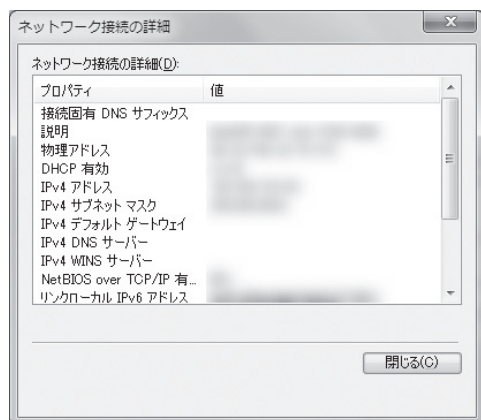 ネットワーク接続の詳細
ネットワーク接続の詳細(D):
プロパティ 値
接続固有 DNS サフィックス
説明
物理アドレス
DHCP 有効
IPv4 アドレス
IPv4 サブネット マスク
IPv4 デフォルト ゲートウェイ
IPv4 DNS サーバー
IPv4 WINS サーバー
NetBIOS over TCP/IP 有...
リンクローカル IPv6 アドレス
閉じる(C)